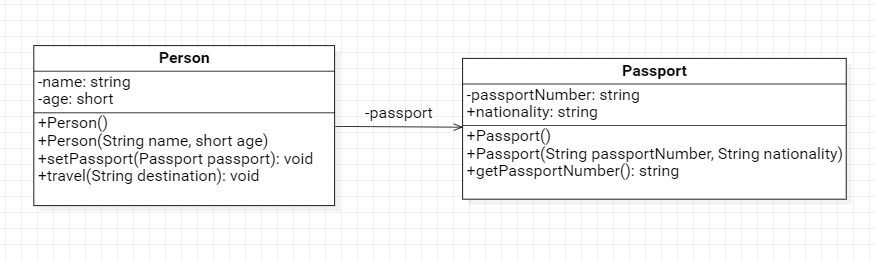 Person
-name: string
-age: short
+Person()
+Person(String name, short age)
+setPassport(Passport passport): void
+travel(String destination): void
-passport
Passport
-passportNumber: string
+nationality: string
+Passport()
+Passport(String passportNumber, String nationality)
+getPassportNumber(): string